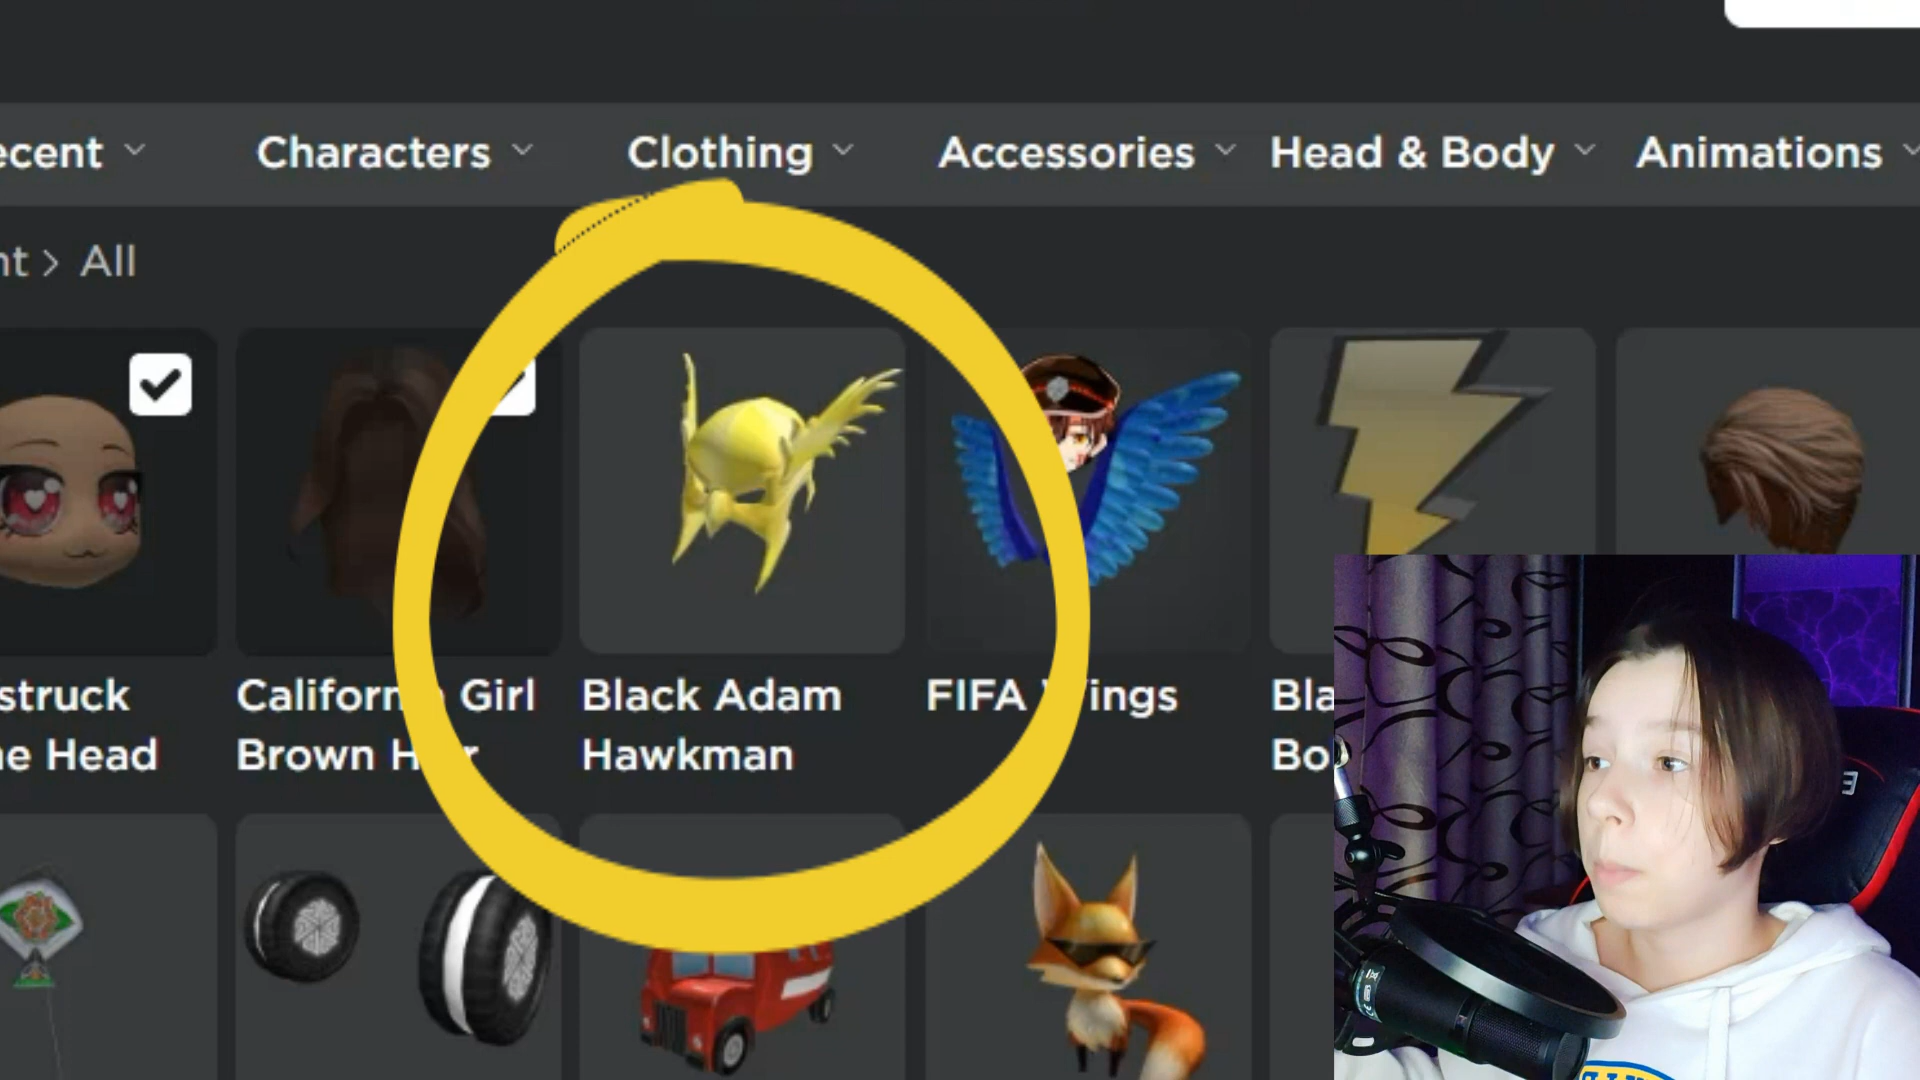 ecent Characters Clothing Accessories Head & Body Animations
nt > All
struck
e Head
Californ Girl
Brown H r
Black Adam
Hawkman
FIFA ings
Bla
Bo